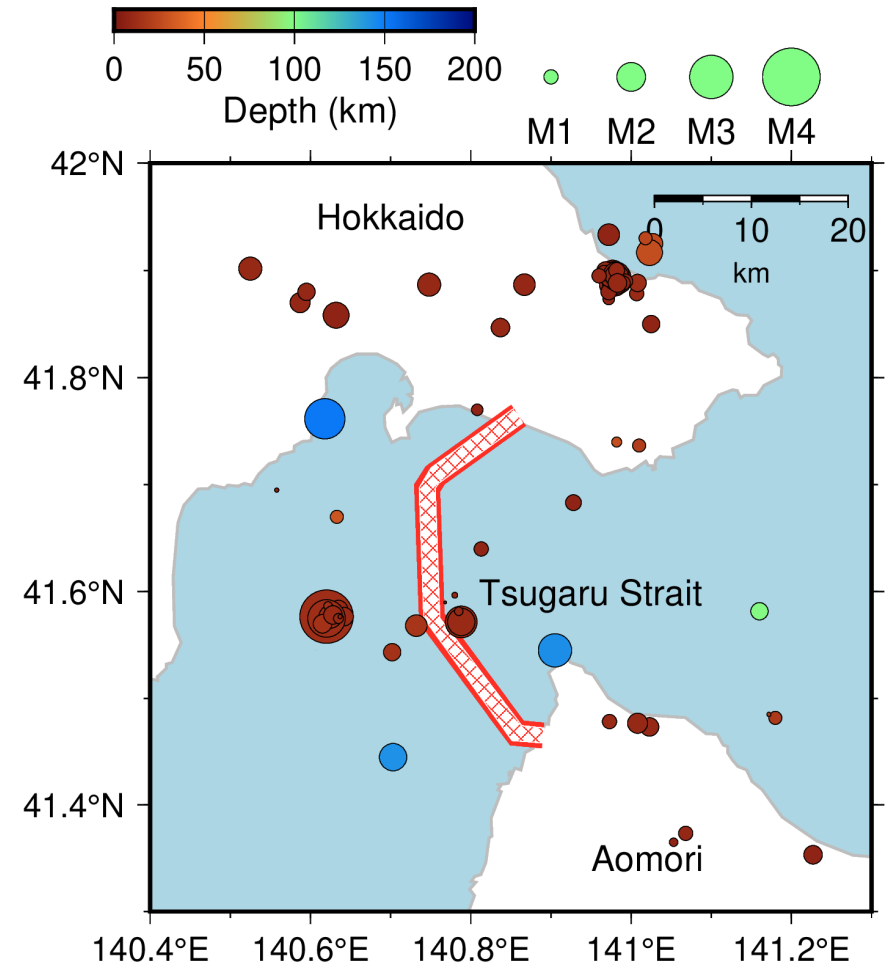 0 50 100 150 200
Depth (km)
M1 M2 M3 M4
42°N
Hokkaido
0 10 20
km
41.8°N
41.6°N
Tsugaru Strait
41.4°N
Aomori
140.4°E 140.6°E 140.8°E 141°E 141.2°E